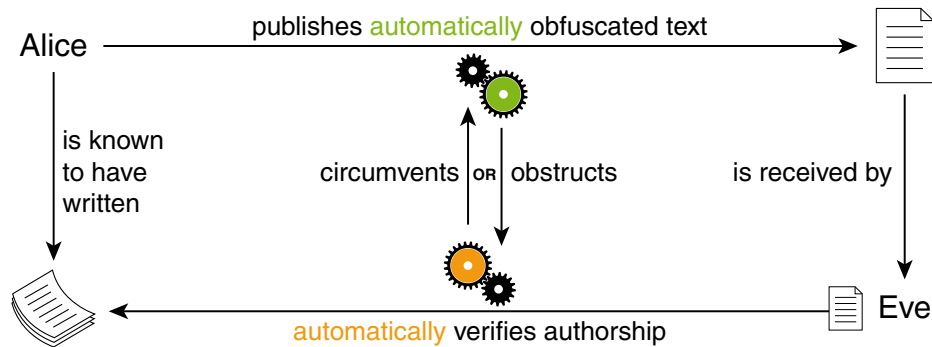 publishes automatically obfuscated text
Alice
is known
to have
written
circumvents OR obstructs
is received by
Eve
automatically verifies authorship